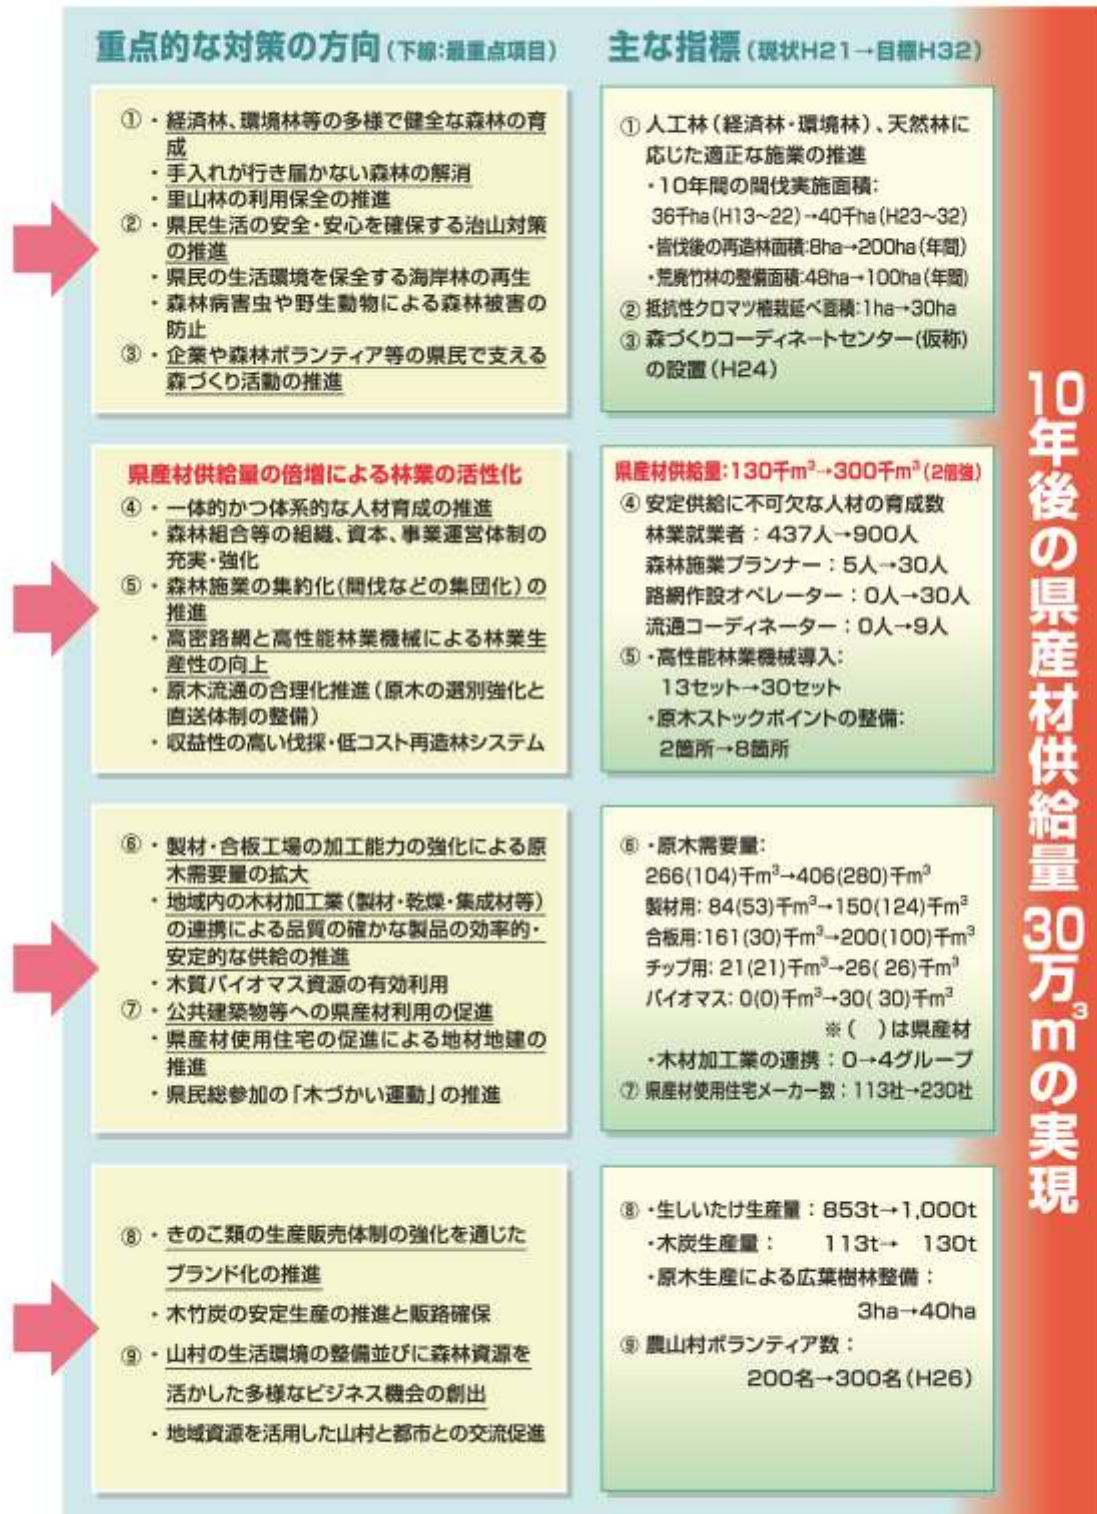 重点的な対策の方向(下線:最重点項目)
① ・ 経済林、環境林等の多様で健全な森林の育
成
・ 手入れが行き届かない森林の解消
・ 里山林の利用保全の推進
② ・ 県民生活の安全・安心を確保する治山対策
の推進
・ 県民の生活環境を保全する海岸林の再生
・ 森林病害虫や野生動物による森林被害の
防止
③ ・ 企業や森林ボランティア等の県民で支える
森づくり活動の推進
主な指標(現状H21→目標H32)
① 人工林(経済林・環境林)、天然林に
応じた適正な施業の推進
・10年間の間伐実施面積:
36千ha(H13~22)→40千ha(H23~32)
・皆伐後の再造林面積:8ha→200ha(年間)
・荒廃竹林の整備面積:48ha→100ha(年間)
② 抵抗性クロマツ植栽延べ面積:1ha→30ha
③ 森づくりコーディネートセンター(仮称)
の設置(H24)
県産材供給量の倍増による林業の活性化
④ ・ 一体的かつ体系的な人材育成の推進
・ 森林組合等の組織、資本、事業運営体制の
充実・強化
⑤ ・ 森林施業の集約化(間伐などの集団化)の
推進
・ 高密路網と高性能林業機械による林業生
産性の向上
・ 原木流通の合理化推進(原木の選別強化と
直送体制の整備)
・ 収益性の高い伐採・低コスト再造林システム
県産材供給量:130千m³→300千m³(2倍強)
④ 安定供給に不可欠な人材の育成数
林業就業者:437人→900人
森林施業プランナー:5人→30人
路網作設オペレーター:0人→30人
流通コーディネーター:0人→9人
⑤ ・高性能林業機械導入:
13セット→30セット
・原木ストックポイントの整備:
2箇所→8箇所
⑥ ・ 製材・合板工場の加工能力の強化による原
木需要量の拡大
・ 地域内の木材加工業(製材・乾燥・集成材等)
の連携による品質の確かな製品の効率的・
安定的な供給の推進
・ 木質バイオマス資源の有効利用
⑦ ・ 公共建築物等への県産材利用の促進
・ 県産材使用住宅の促進による地材地建の
推進
・ 県民総参加の「木づかい運動」の推進
⑥ ・原木需要量:
266(104)千m³→406(280)千m³
製材用: 84(53)千m³→150(124)千m³
合板用:161(30)千m³→200(100)千m³
チップ用: 21(21)千m³→26( 26)千m³
バイオマス: 0(0)千m³→30( 30)千m³
※( )は県産材
・木材加工業の連携:0→4グループ
⑦ 県産材使用住宅メーカー数:113社→230社
⑧ ・ きのこ類の生産販売体制の強化を通じた
ブランド化の推進
・ 木竹炭の安定生産の推進と販路確保
⑨ ・ 山村の生活環境の整備並びに森林資源を
活かした多様なビジネス機会の創出
・ 地域資源を活用した山村と都市との交流促進
⑧ ・生しいたけ生産量:853t→1,000t
・木炭生産量: 113t→ 130t
・原木生産による広葉樹林整備:
3ha→40ha
⑨ 農山村ボランティア数:
200名→300名(H26)
10年後の県産材供給量30万m³の実現